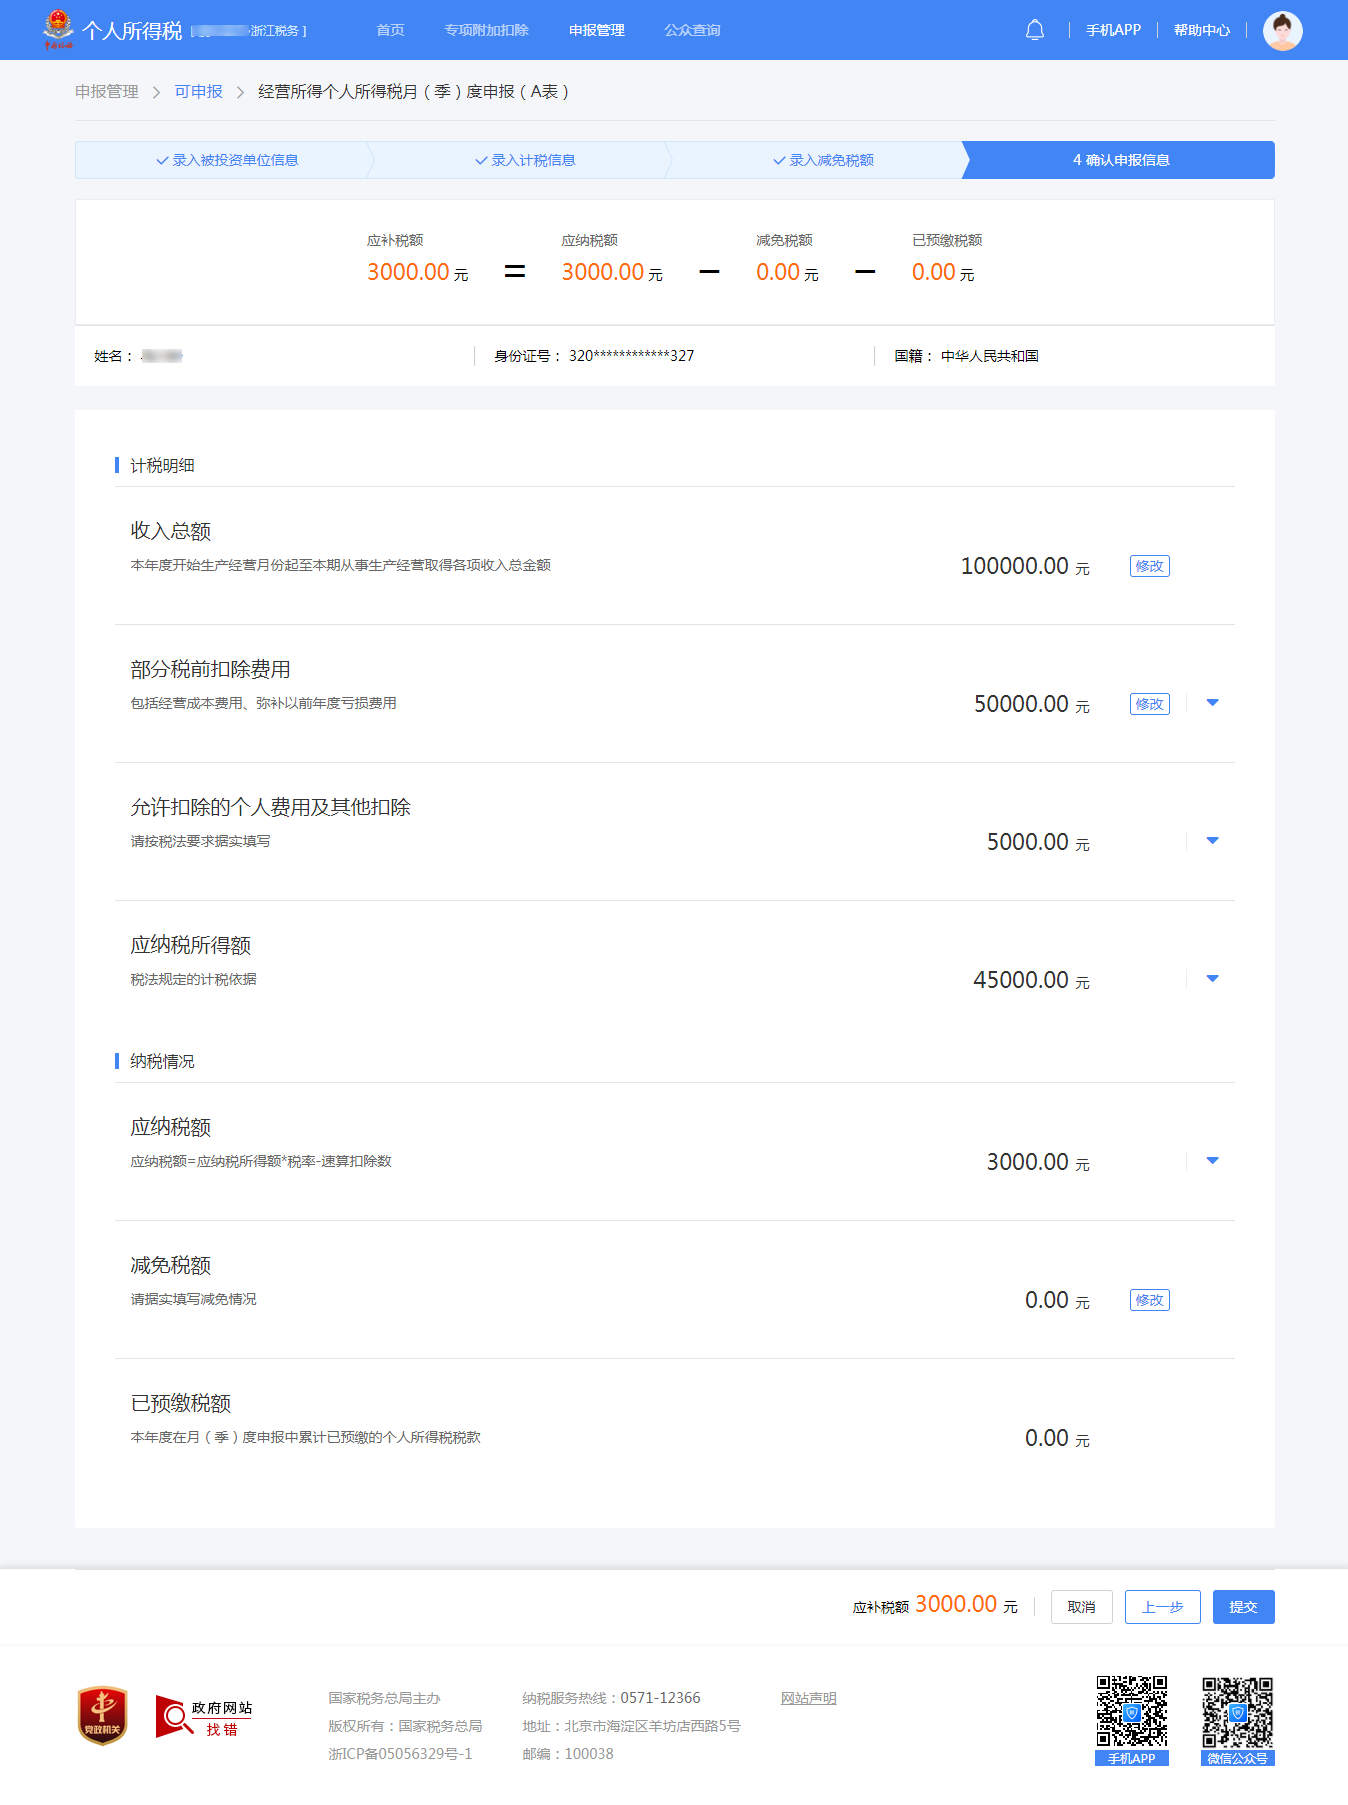 个人所得税 [ 浙江税务 ] 首页 专项附加扣除 申报管理 公众查询 手机APP 帮助中心
申报管理 > 可申报 > 经营所得个人所得税月（季）度申报（A表）
录入被投资单位信息 录入计税信息 录入减免税额 4 确认申报信息
应补税额 应纳税额 减免税额 已预缴税额
3000.00 元 = 3000.00 元 − 0.00 元 − 0.00 元
姓名： 身份证号： 320************327 国籍： 中华人民共和国
计税明细
收入总额
本年度开始生产经营月份起至本期从事生产经营取得各项收入总金额
100000.00 元 修改
部分税前扣除费用
包括经营成本费用、弥补以前年度亏损费用
50000.00 元 修改
允许扣除的个人费用及其他扣除
请按税法要求据实填写
5000.00 元
应纳税所得额
税法规定的计税依据
45000.00 元
纳税情况
应纳税额
应纳税额=应纳税所得额*税率-速算扣除数
3000.00 元
减免税额
请据实填写减免情况
0.00 元 修改
已预缴税额
本年度在月（季）度申报中累计已预缴的个人所得税税款
0.00 元
应补税额 3000.00 元 取消 上一步 提交
党政机关
政府网站
找错
国家税务总局主办 纳税服务热线：0571-12366 网站声明
版权所有：国家税务总局 地址：北京市海淀区羊坊店西路5号
浙ICP备05056329号-1 邮编：100038
手机APP 微信公众号